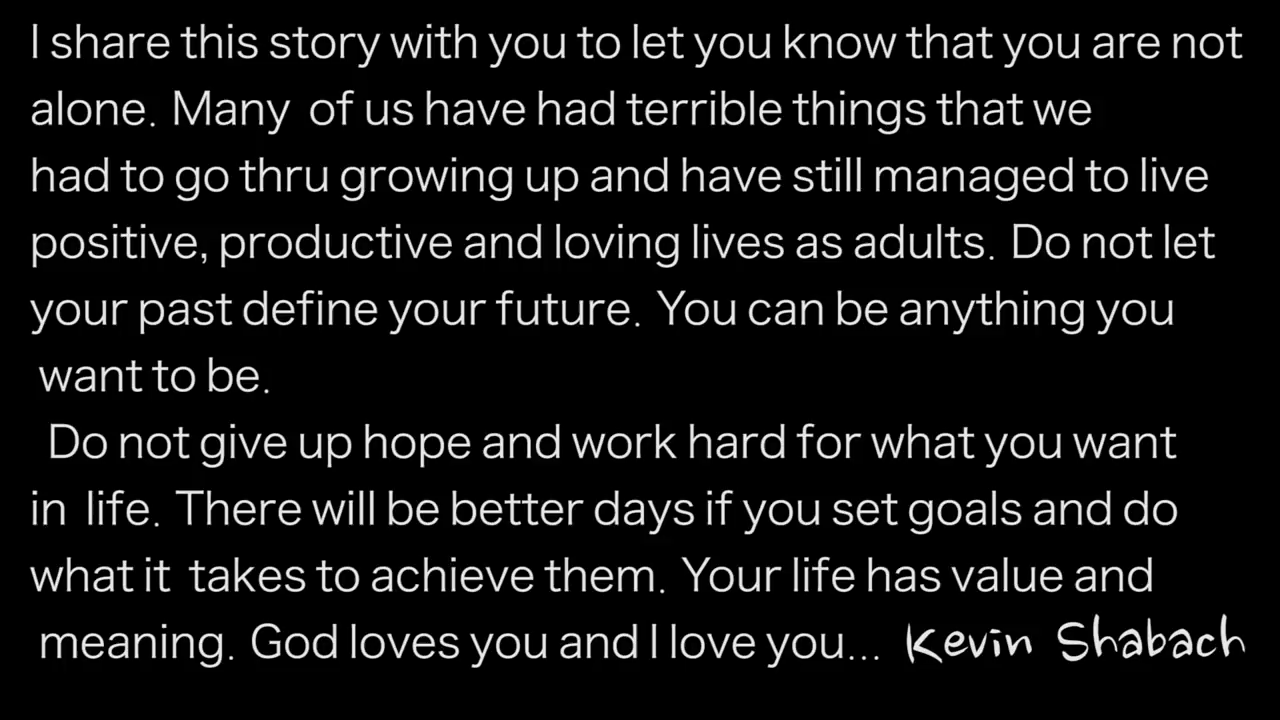 I share this story with you to let you know that you are not
alone. Many of us have had terrible things that we
had to go thru growing up and have still managed to live
positive, productive and loving lives as adults. Do not let
your past define your future. You can be anything you
want to be.
Do not give up hope and work hard for what you want
in life. There will be better days if you set goals and do
what it takes to achieve them. Your life has value and
meaning. God loves you and I love you... Kevin Shabach